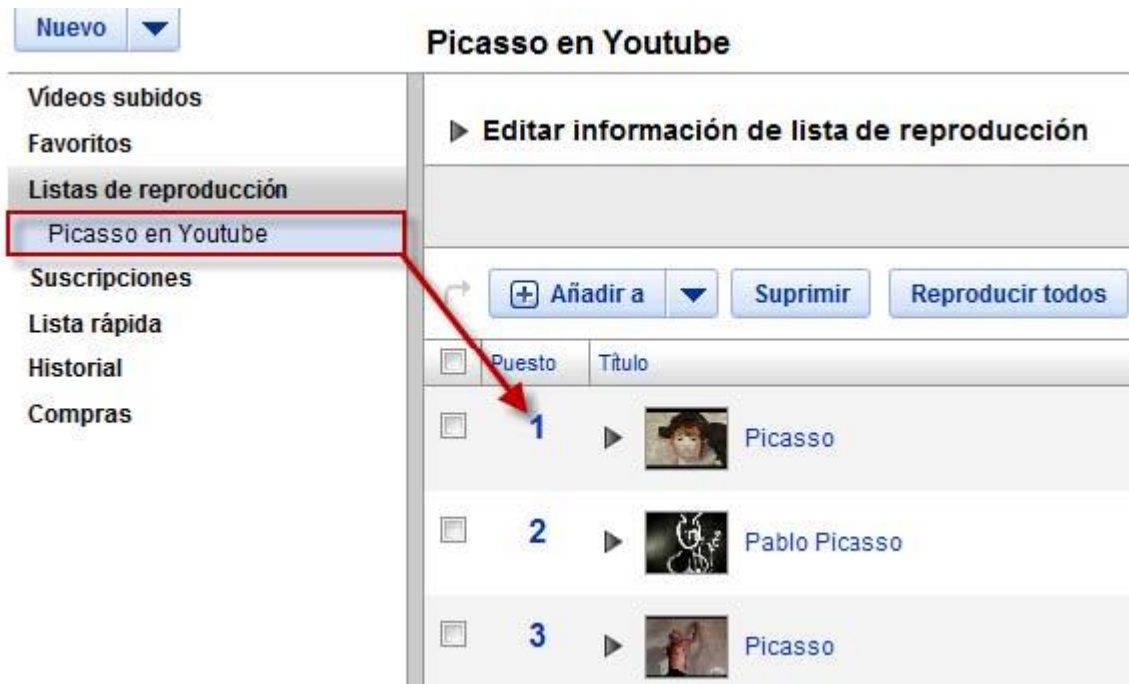 Nuevo
Picasso en Youtube
Videos subidos
Favoritos
Listas de reproducción
Picasso en Youtube
Suscripciones
Lista rápida
Historial
Compras
Editar información de lista de reproducción
Añadir a
Suprimir
Reproducir todos
Puesto Título
1 Picasso
2 Pablo Picasso
3 Picasso